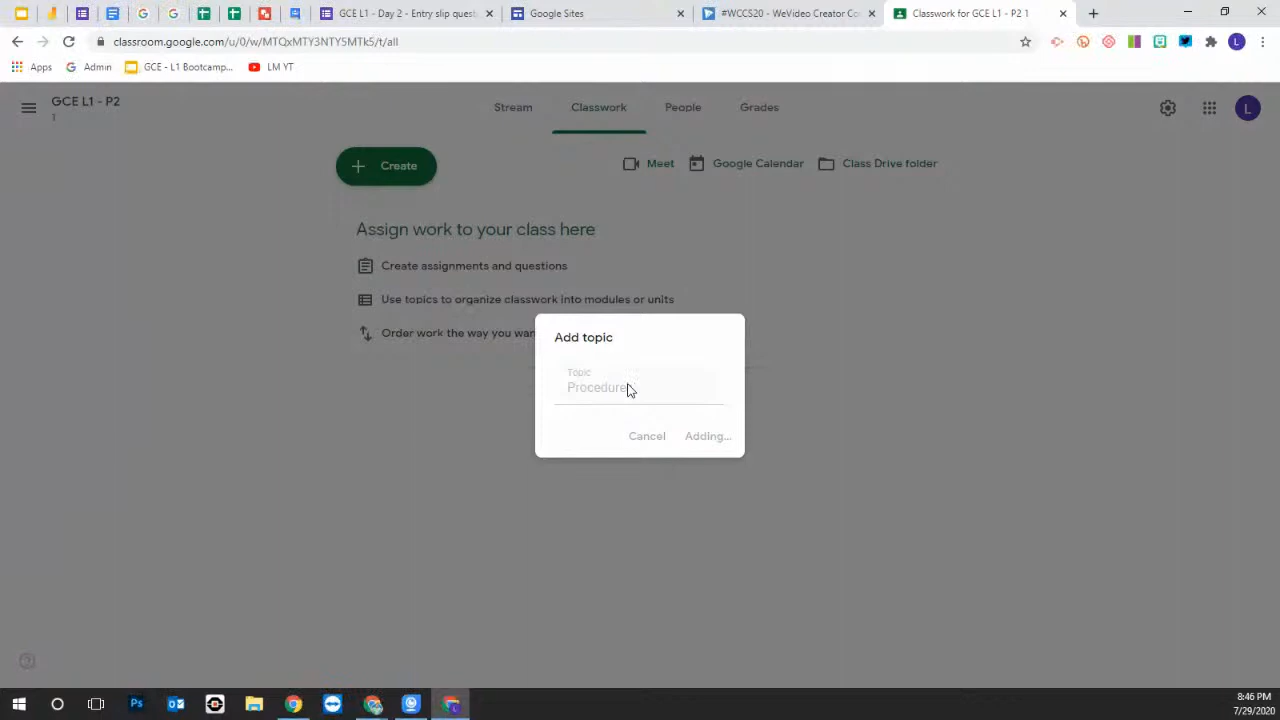 GCE L1 - Day 2 - Entry slip quest
Google Sites
#WCCS20 - WeVideo Creator Co
Classwork for GCE L1 - P2 1
classroom.google.com/u/0/w/MTQxMTY3NTY5MTk5/t/all
Apps
Admin
GCE - L1 Bootcamp...
LM YT
GCE L1 - P2
1
Stream
Classwork
People
Grades
L
Create
Meet
Google Calendar
Class Drive folder
Assign work to your class here
Create assignments and questions
Use topics to organize classwork into modules or units
Order work the way you wan
Add topic
Topic
Procedure
Cancel
Adding...
8:46 PM
7/29/2020